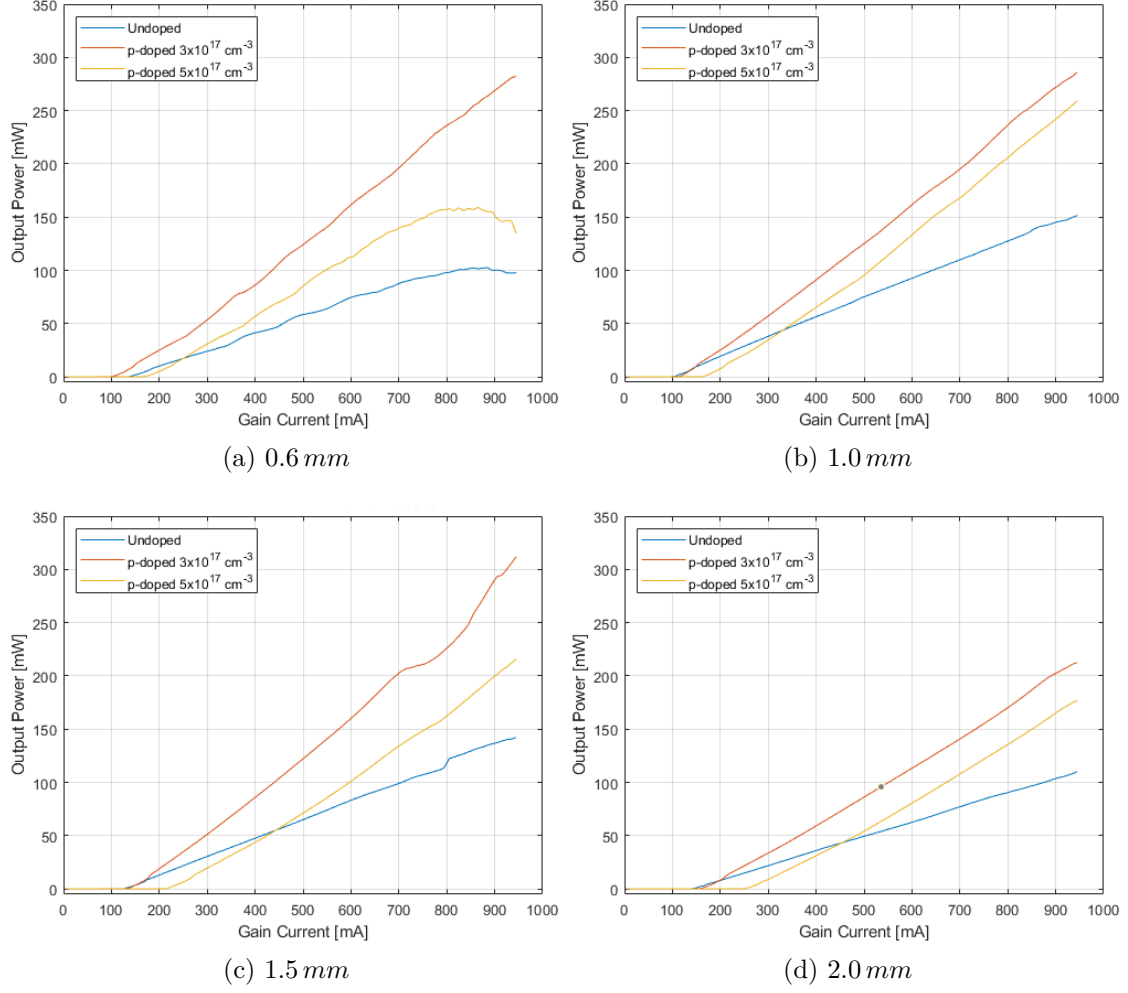 350
300
250
200
150
100
50
0
Output Power [mW]
Undoped
p-doped 3x10^17 cm^-3
p-doped 5x10^17 cm^-3
0 100 200 300 400 500 600 700 800 900 1000
Gain Current [mA]
(a) 0.6 mm
350
300
250
200
150
100
50
0
Output Power [mW]
Undoped
p-doped 3x10^17 cm^-3
p-doped 5x10^17 cm^-3
0 100 200 300 400 500 600 700 800 900 1000
Gain Current [mA]
(b) 1.0 mm
350
300
250
200
150
100
50
0
Output Power [mW]
Undoped
p-doped 3x10^17 cm^-3
p-doped 5x10^17 cm^-3
0 100 200 300 400 500 600 700 800 900 1000
Gain Current [mA]
(c) 1.5 mm
350
300
250
200
150
100
50
0
Output Power [mW]
Undoped
p-doped 3x10^17 cm^-3
p-doped 5x10^17 cm^-3
0 100 200 300 400 500 600 700 800 900 1000
Gain Current [mA]
(d) 2.0 mm